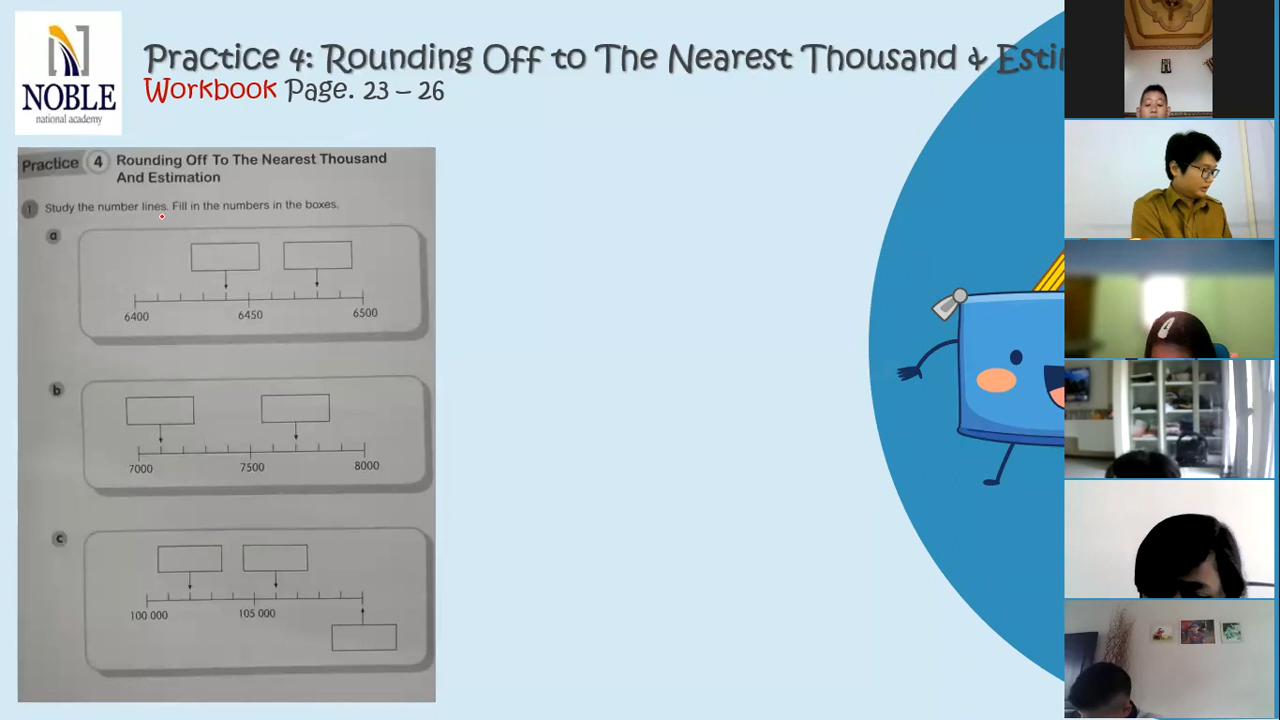 NOBLE
national academy
Practice 4: Rounding Off to The Nearest Thousand & Esti
Workbook Page. 23 – 26
Practice 4 Rounding Off To The Nearest Thousand
And Estimation
1 Study the number lines. Fill in the numbers in the boxes.
a
6400 6450 6500
b
7000 7500 8000
c
100 000 105 000